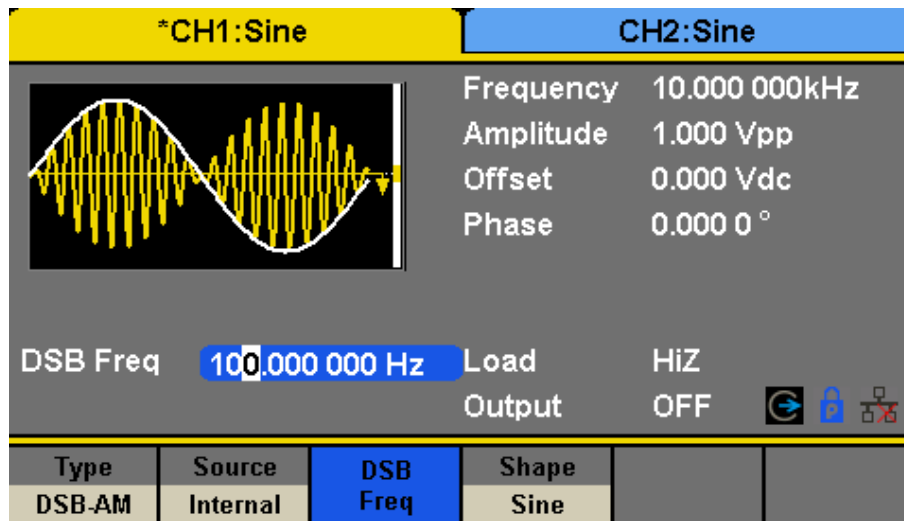 *CH1:Sine
CH2:Sine
Frequency 10.000 000kHz
Amplitude 1.000 Vpp
Offset 0.000 Vdc
Phase 0.000 0 °
DSB Freq 100.000 000 Hz
Load HiZ
Output OFF
P
Type Source DSB Freq Shape
DSB-AM Internal Sine